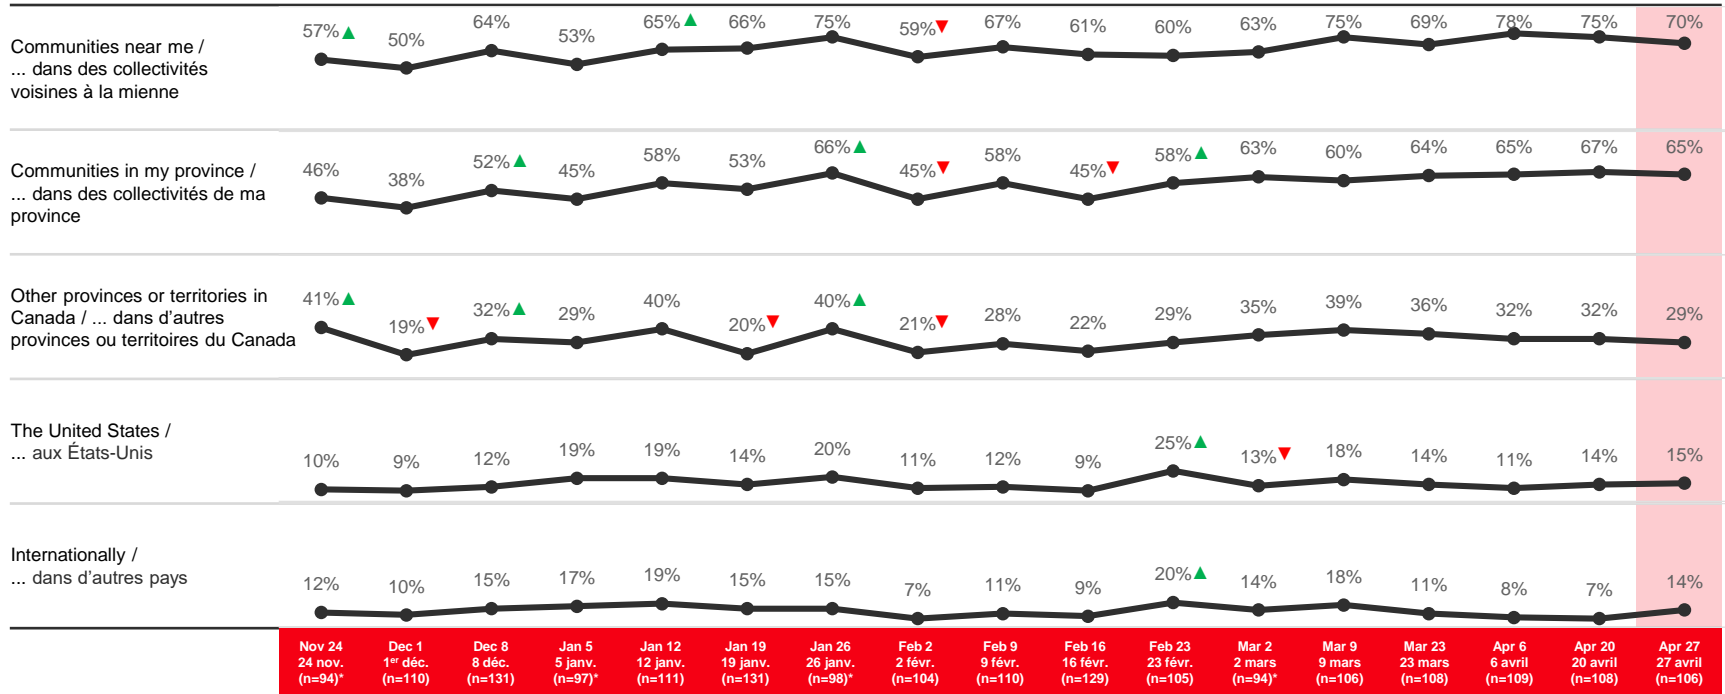 57% 50% 64% 53% 65% 66% 75% 59% 67% 61% 60% 63% 75% 69% 78% 75% 70%
Communities near me /
... dans des collectivités
voisines à la mienne
46% 38% 52% 45% 58% 53% 66% 45% 58% 45% 58% 63% 60% 64% 65% 67% 65%
Communities in my province /
... dans des collectivités de ma
province
41% 19% 32% 29% 40% 20% 40% 21% 28% 22% 29% 35% 39% 36% 32% 32% 29%
Other provinces or territories in
Canada / ... dans d'autres
provinces ou territoires du Canada
10% 9% 12% 19% 19% 14% 20% 11% 12% 9% 25% 13% 18% 14% 11% 14% 15%
The United States /
... aux États-Unis
12% 10% 15% 17% 19% 15% 15% 7% 11% 9% 20% 14% 18% 11% 8% 7% 14%
Internationally /
... dans d'autres pays
Nov 24 Dec 1 Dec 8 Jan 5 Jan 12 Jan 19 Jan 26 Feb 2 Feb 9 Feb 16 Feb 23 Mar 2 Mar 9 Mar 23 Apr 6 Apr 20 Apr 27
24 nov. 1er déc. 8 déc. 5 janv. 12 janv. 19 janv. 26 janv. 2 févr. 9 févr. 16 févr. 23 févr. 2 mars 9 mars 23 mars 6 avril 20 avril 27 avril
(n=94)* (n=110) (n=131) (n=97)* (n=111) (n=131) (n=98)* (n=104) (n=110) (n=129) (n=105) (n=94)* (n=106) (n=108) (n=109) (n=108) (n=106)